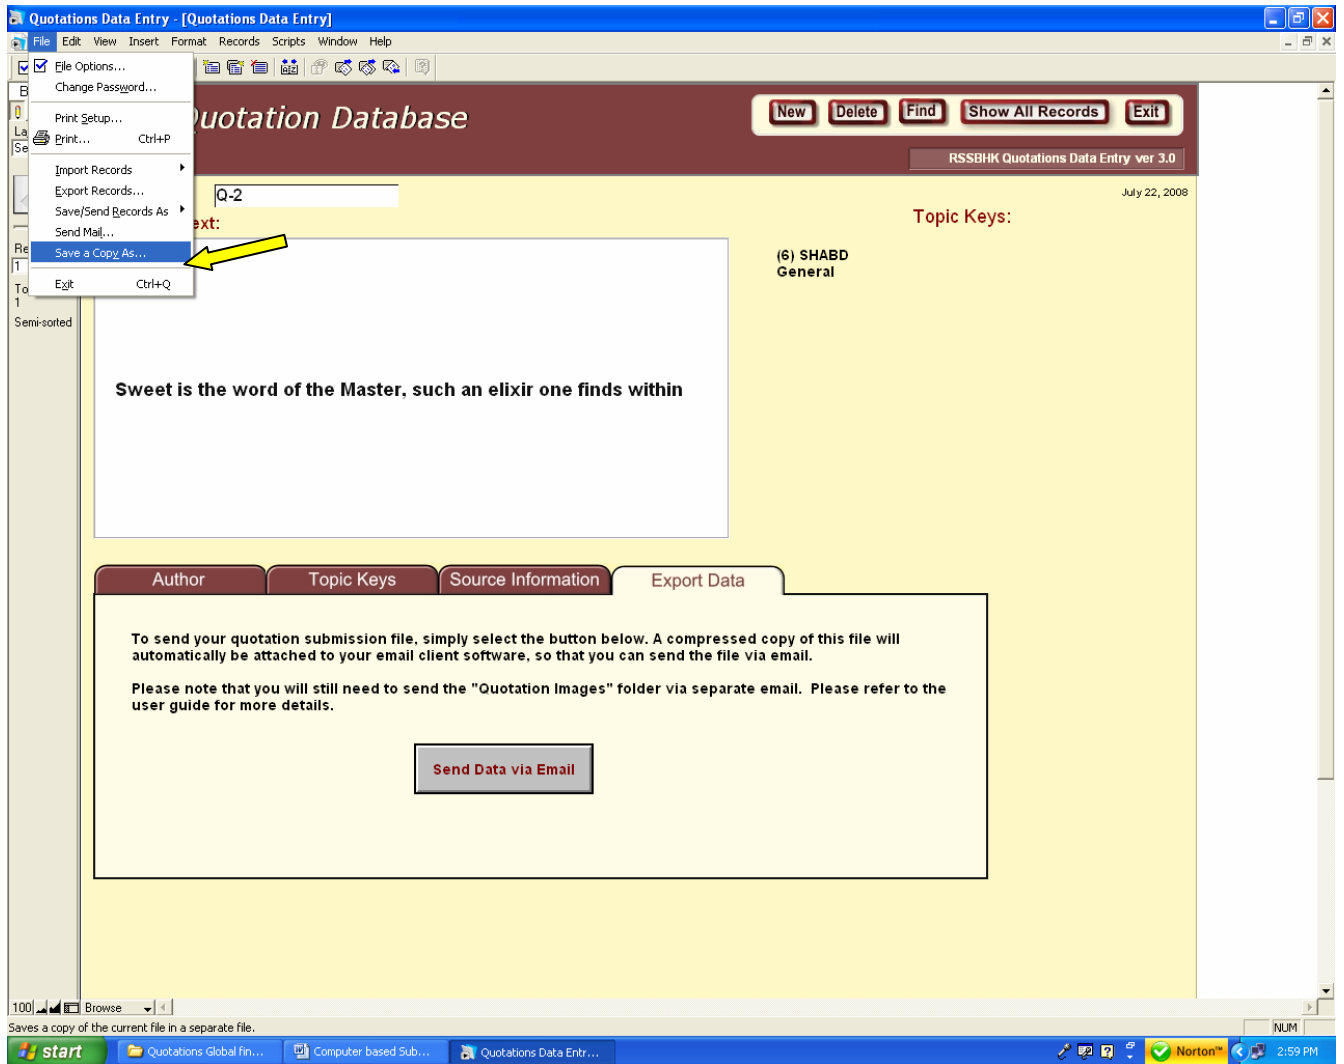 Quotations Data Entry - [Quotations Data Entry]
File Edit View Insert Format Records Scripts Window Help
File Options...
Change Password...
Print Setup...
Print... Ctrl+P
Import Records
Export Records...
Save/Send Records As
Send Mail...
Save a Copy As...
Exit Ctrl+Q
B
La
Se
Re
1
To
1
Semi-sorted
uotation Database
New Delete Find Show All Records Exit
RSSBHK Quotations Data Entry ver 3.0
Q-2
July 22, 2008
ext:
Topic Keys:
(6) SHABD
General
Sweet is the word of the Master, such an elixir one finds within
Author Topic Keys Source Information Export Data
To send your quotation submission file, simply select the button below. A compressed copy of this file will
automatically be attached to your email client software, so that you can send the file via email.
Please note that you will still need to send the "Quotation Images" folder via separate email. Please refer to the
user guide for more details.
Send Data via Email
100 Browse
Saves a copy of the current file in a separate file.
NUM
start Quotations Global fin... Computer based Sub... Quotations Data Entr... Norton™ 2:59 PM